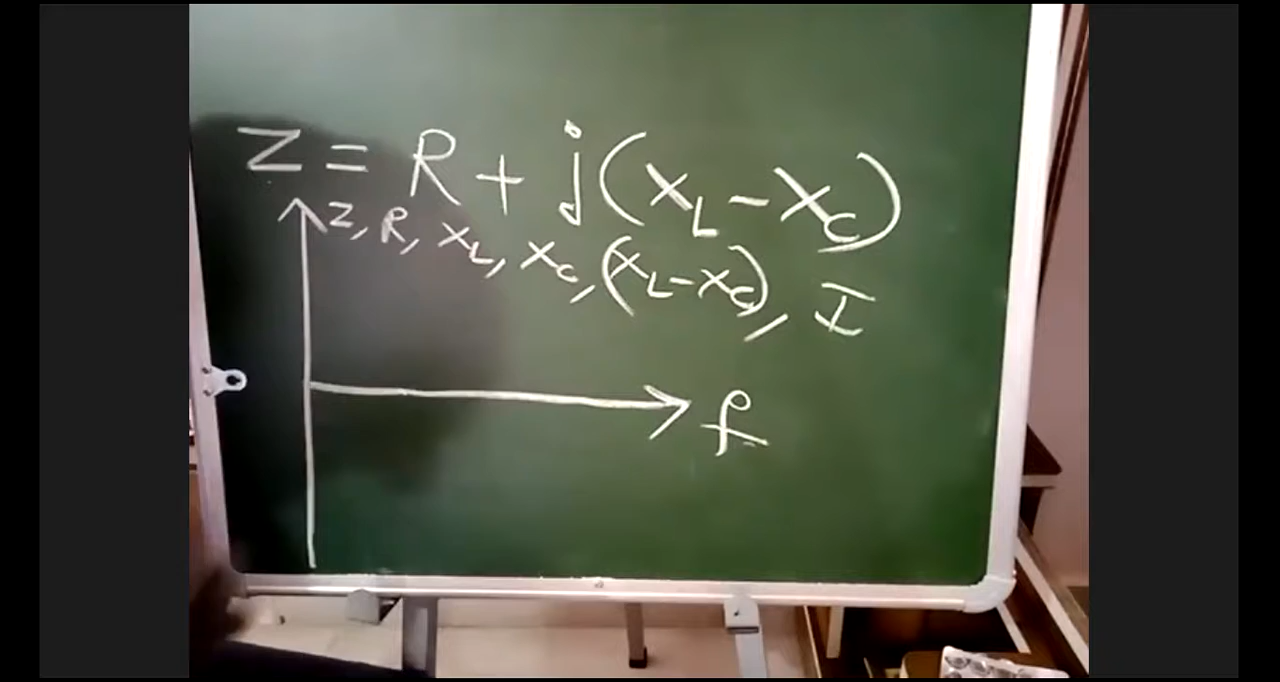 Z = R + j(XL - XC)
Z, R, XL, XC, (XL - XC), I
f